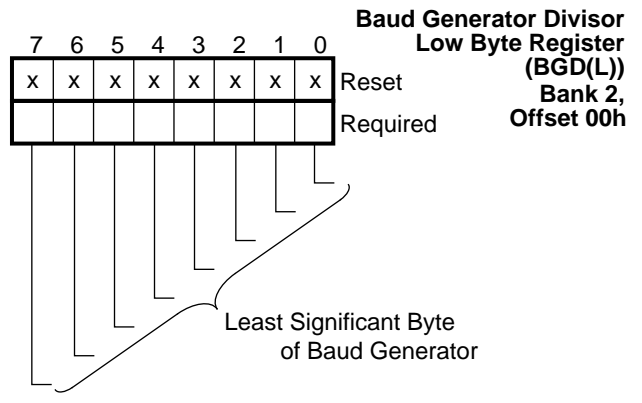 Baud Generator Divisor
Low Byte Register
(BGD(L))
Bank 2,
Offset 00h
7 6 5 4 3 2 1 0
x x x x x x x x Reset
Required
Least Significant Byte
of Baud Generator